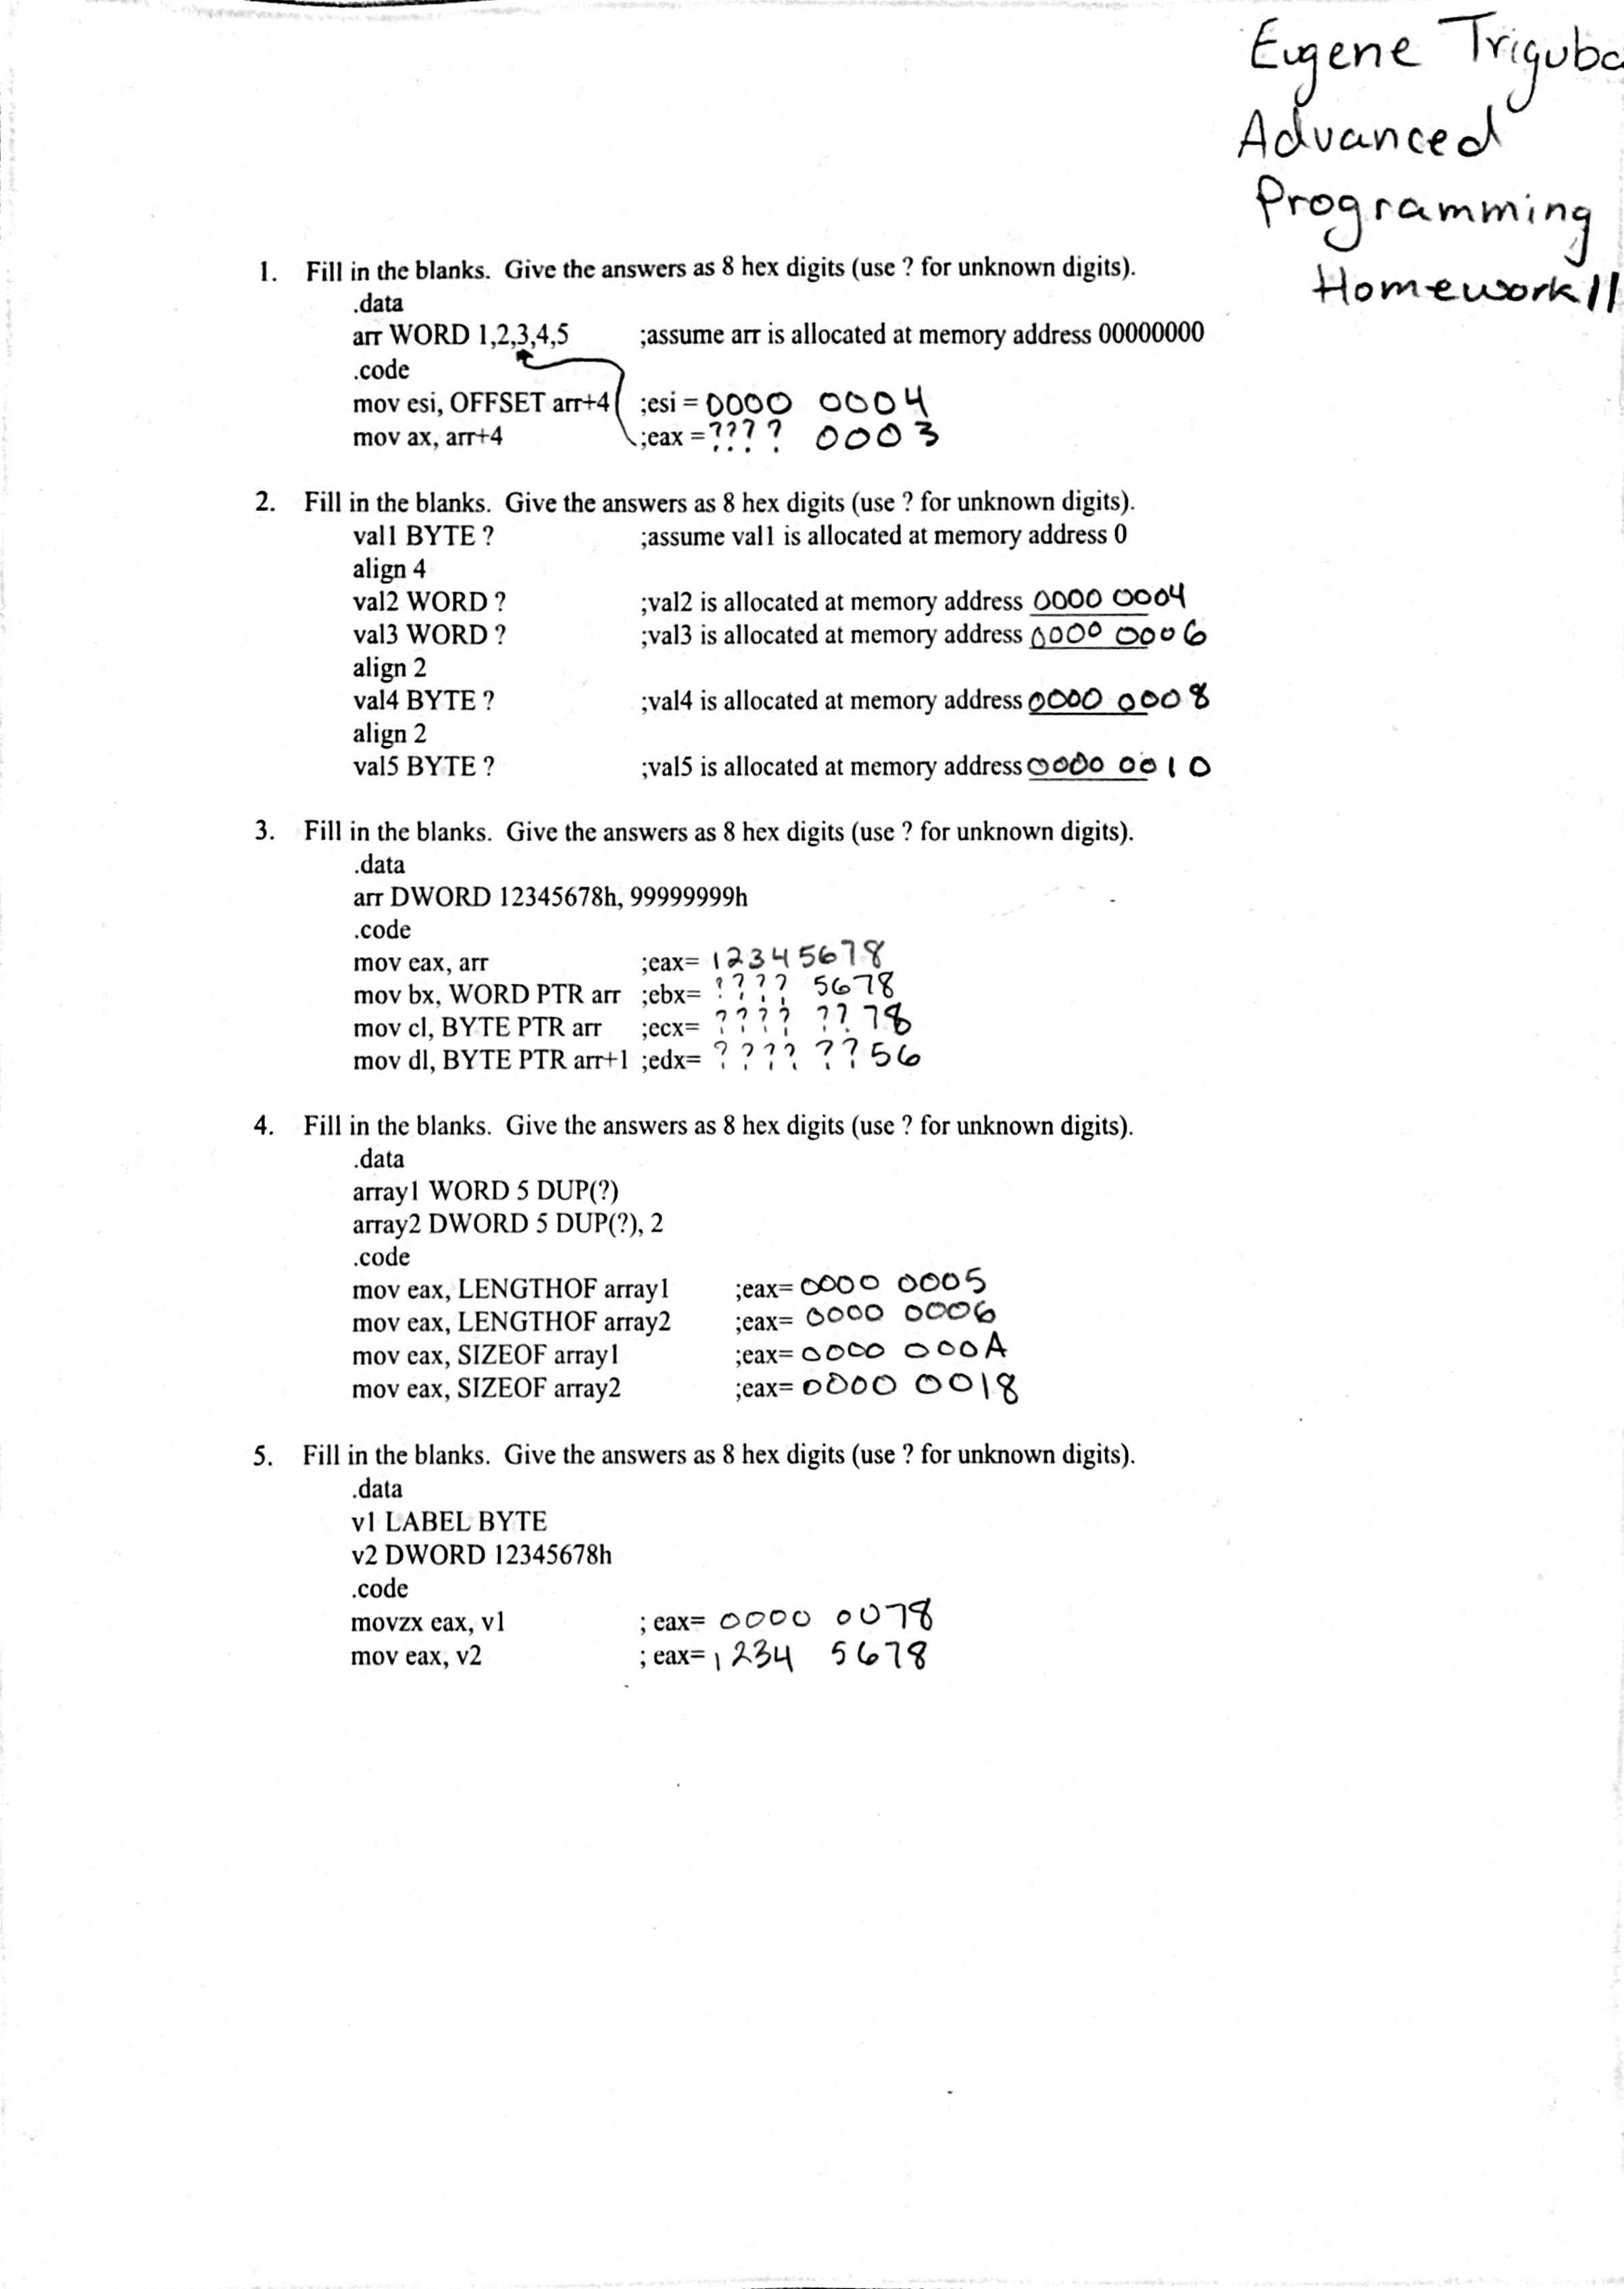 Eugene Triguba
Advanced
Programming
Homework 11
1. Fill in the blanks. Give the answers as 8 hex digits (use ? for unknown digits).
.data
arr WORD 1,2,3,4,5 ;assume arr is allocated at memory address 00000000
.code
mov esi, OFFSET arr+4 ;esi = 0000 0004
mov ax, arr+4 ;eax = ???? 0003
2. Fill in the blanks. Give the answers as 8 hex digits (use ? for unknown digits).
val1 BYTE ? ;assume val1 is allocated at memory address 0
align 4
val2 WORD ? ;val2 is allocated at memory address 0000 0004
val3 WORD ? ;val3 is allocated at memory address 0000 0006
align 2
val4 BYTE ? ;val4 is allocated at memory address 0000 0008
align 2
val5 BYTE ? ;val5 is allocated at memory address 0000 0010
3. Fill in the blanks. Give the answers as 8 hex digits (use ? for unknown digits).
.data
arr DWORD 12345678h, 99999999h
.code
mov eax, arr ;eax= 1234 5678
mov bx, WORD PTR arr ;ebx= ???? 5678
mov cl, BYTE PTR arr ;ecx= ???? ??78
mov dl, BYTE PTR arr+1 ;edx= ???? ??56
4. Fill in the blanks. Give the answers as 8 hex digits (use ? for unknown digits).
.data
array1 WORD 5 DUP(?)
array2 DWORD 5 DUP(?), 2
.code
mov eax, LENGTHOF array1 ;eax= 0000 0005
mov eax, LENGTHOF array2 ;eax= 0000 0006
mov eax, SIZEOF array1 ;eax= 0000 000A
mov eax, SIZEOF array2 ;eax= 0000 0018
5. Fill in the blanks. Give the answers as 8 hex digits (use ? for unknown digits).
.data
v1 LABEL BYTE
v2 DWORD 12345678h
.code
movzx eax, v1 ; eax= 0000 0078
mov eax, v2 ; eax= 1234 5678